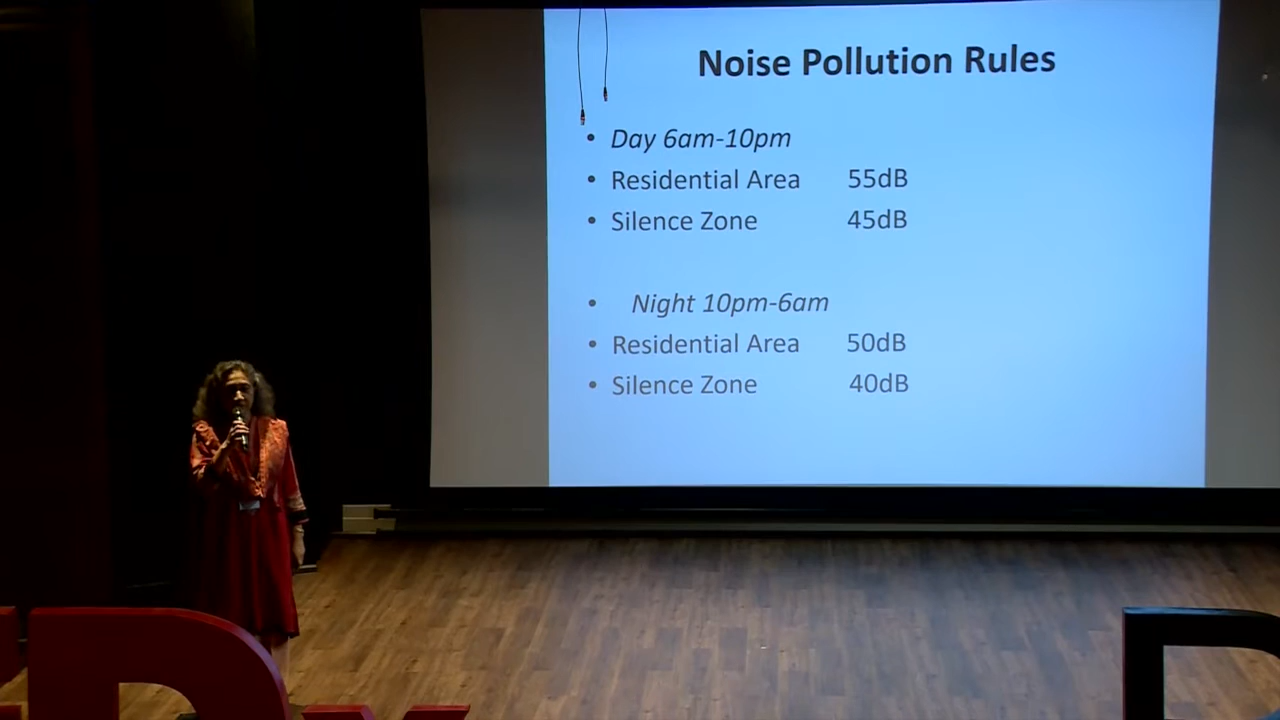 Noise Pollution Rules
• Day 6am-10pm
• Residential Area 55dB
• Silence Zone 45dB
• Night 10pm-6am
• Residential Area 50dB
• Silence Zone 40dB